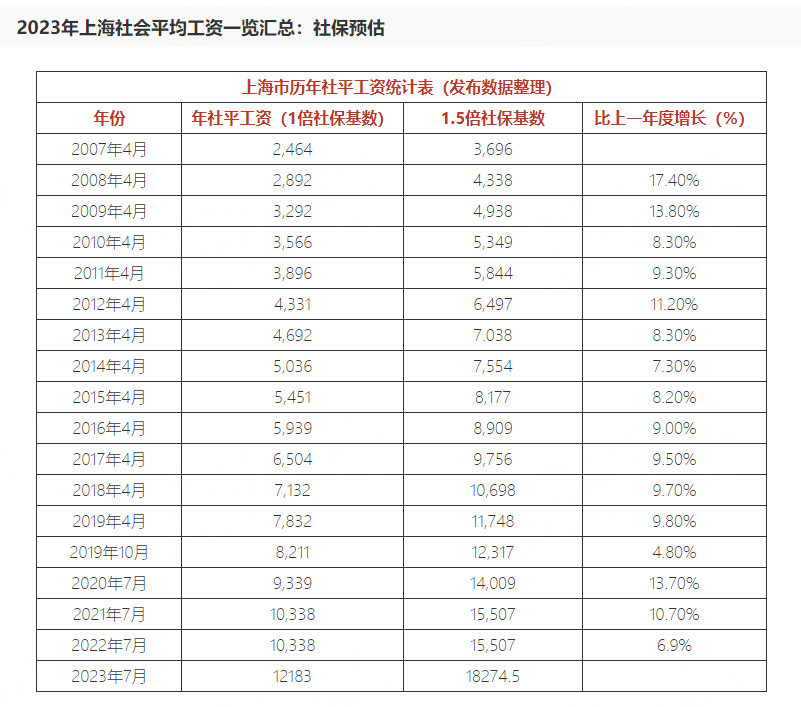 2023年上海社会平均工资一览汇总：社保预估
上海市历年社平工资统计表（发布数据整理）
年份 年社平工资（1倍社保基数） 1.5倍社保基数 比上一年度增长（%）
2007年4月 2,464 3,696
2008年4月 2,892 4,338 17.40%
2009年4月 3,292 4,938 13.80%
2010年4月 3,566 5,349 8.30%
2011年4月 3,896 5,844 9.30%
2012年4月 4,331 6,497 11.20%
2013年4月 4,692 7.038 8.30%
2014年4月 5,036 7,554 7.30%
2015年4月 5,451 8,177 8.20%
2016年4月 5,939 8,909 9.00%
2017年4月 6,504 9,756 9.50%
2018年4月 7,132 10,698 9.70%
2019年4月 7,832 11,748 9.80%
2019年10月 8,211 12,317 4.80%
2020年7月 9,339 14,009 13.70%
2021年7月 10,338 15,507 10.70%
2022年7月 10,338 15,507 6.9%
2023年7月 12183 18274.5